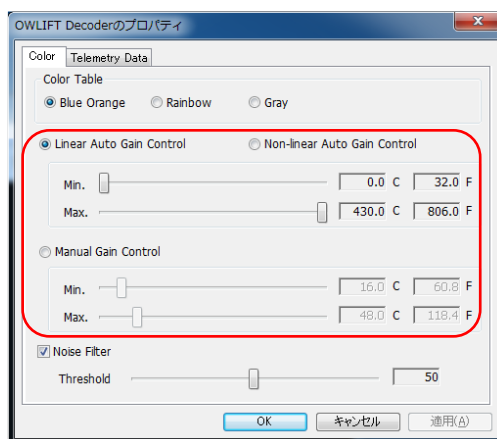 OWLIFT Decoderのプロパティ
Color Telemetry Data
Color Table
Blue Orange Rainbow Gray
Linear Auto Gain Control Non-linear Auto Gain Control
Min. 0.0 C 32.0 F
Max. 430.0 C 806.0 F
Manual Gain Control
Min. 16.0 C 60.8 F
Max. 48.0 C 118.4 F
Noise Filter
Threshold 50
OK キャンセル 適用(A)